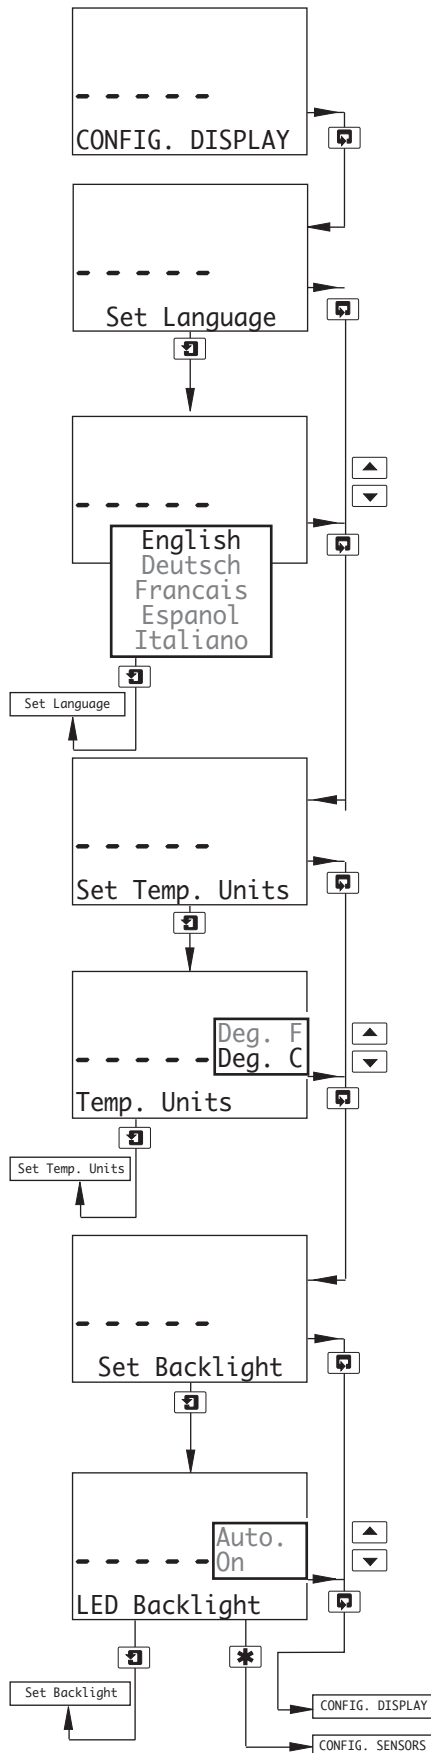 CONFIG. DISPLAY
Set Language
English
Deutsch
Francais
Espanol
Italiano
Set Language
Set Temp. Units
Deg. F
Deg. C
Temp. Units
Set Temp. Units
Set Backlight
Auto.
On
LED Backlight
Set Backlight
CONFIG. DISPLAY
CONFIG. SENSORS